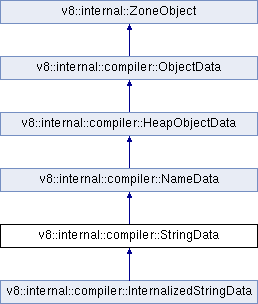 v8::internal::ZoneObject
v8::internal::compiler::ObjectData
v8::internal::compiler::HeapObjectData
v8::internal::compiler::NameData
v8::internal::compiler::StringData
v8::internal::compiler::InternalizedStringData